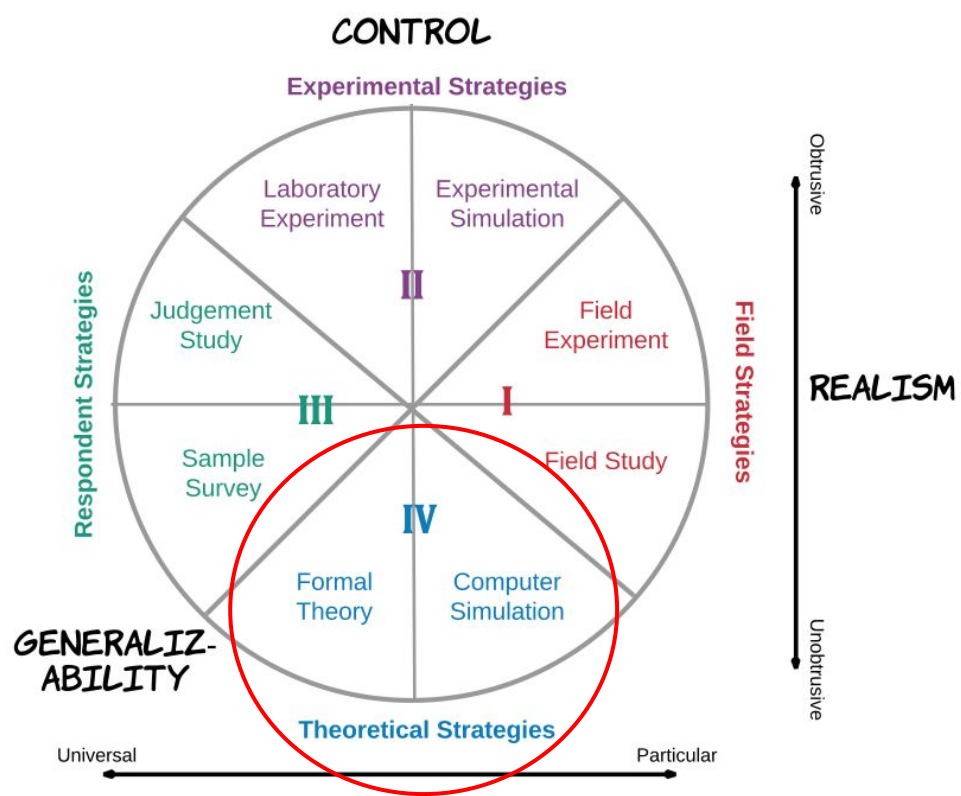 CONTROL
Experimental Strategies
Obtrusive
Laboratory
Experiment
Experimental
Simulation
II
Respondent Strategies
Judgement
Study
Field
Experiment
Field Strategies
REALISM
III
I
Sample
Survey
Field Study
IV
Formal
Theory
Computer
Simulation
GENERALIZ-
ABILITY
Unobtrusive
Theoretical Strategies
Universal
Particular